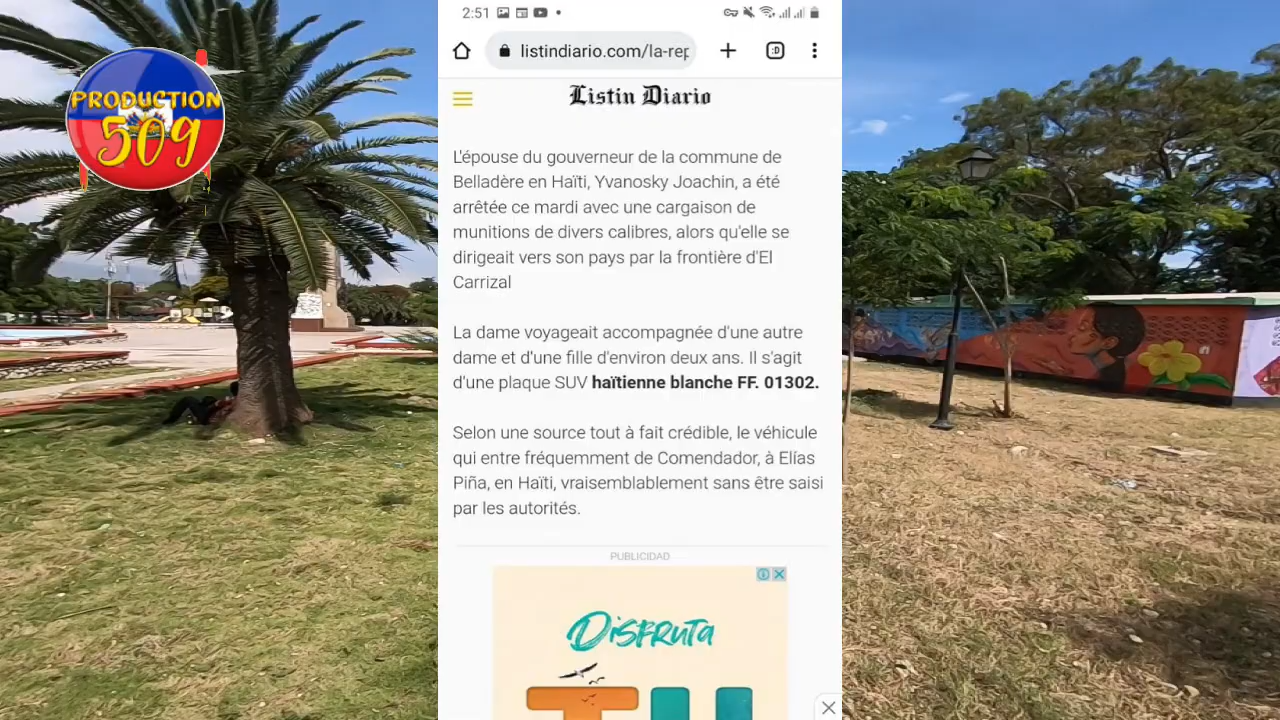 PRODUCTION
509
2:51
listindiario.com/la-rep
:D
Listin Diario
L'épouse du gouverneur de la commune de
Belladère en Haïti, Yvanosky Joachin, a été
arrêtée ce mardi avec une cargaison de
munitions de divers calibres, alors qu'elle se
dirigeait vers son pays par la frontière d'El
Carrizal
La dame voyageait accompagnée d'une autre
dame et d'une fille d'environ deux ans. Il s'agit
d'une plaque SUV haïtienne blanche FF. 01302.
Selon une source tout à fait crédible, le véhicule
qui entre fréquemment de Comendador, à Elías
Piña, en Haïti, vraisemblablement sans être saisi
par les autorités.
PUBLICIDAD
DISFRUTA
TU